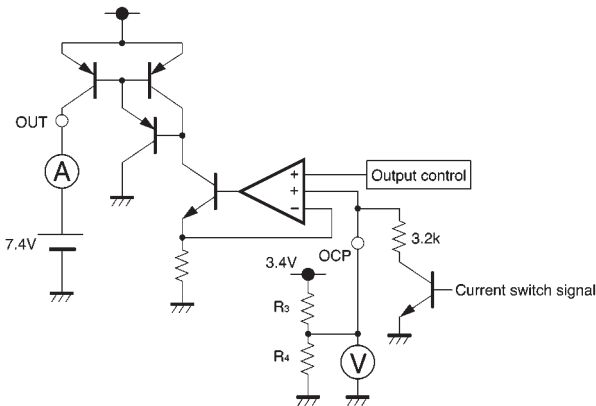 OUT
A
7.4V
+
+
−
Output control
3.2k
OCP
3.4V
R3
R4
V
Current switch signal